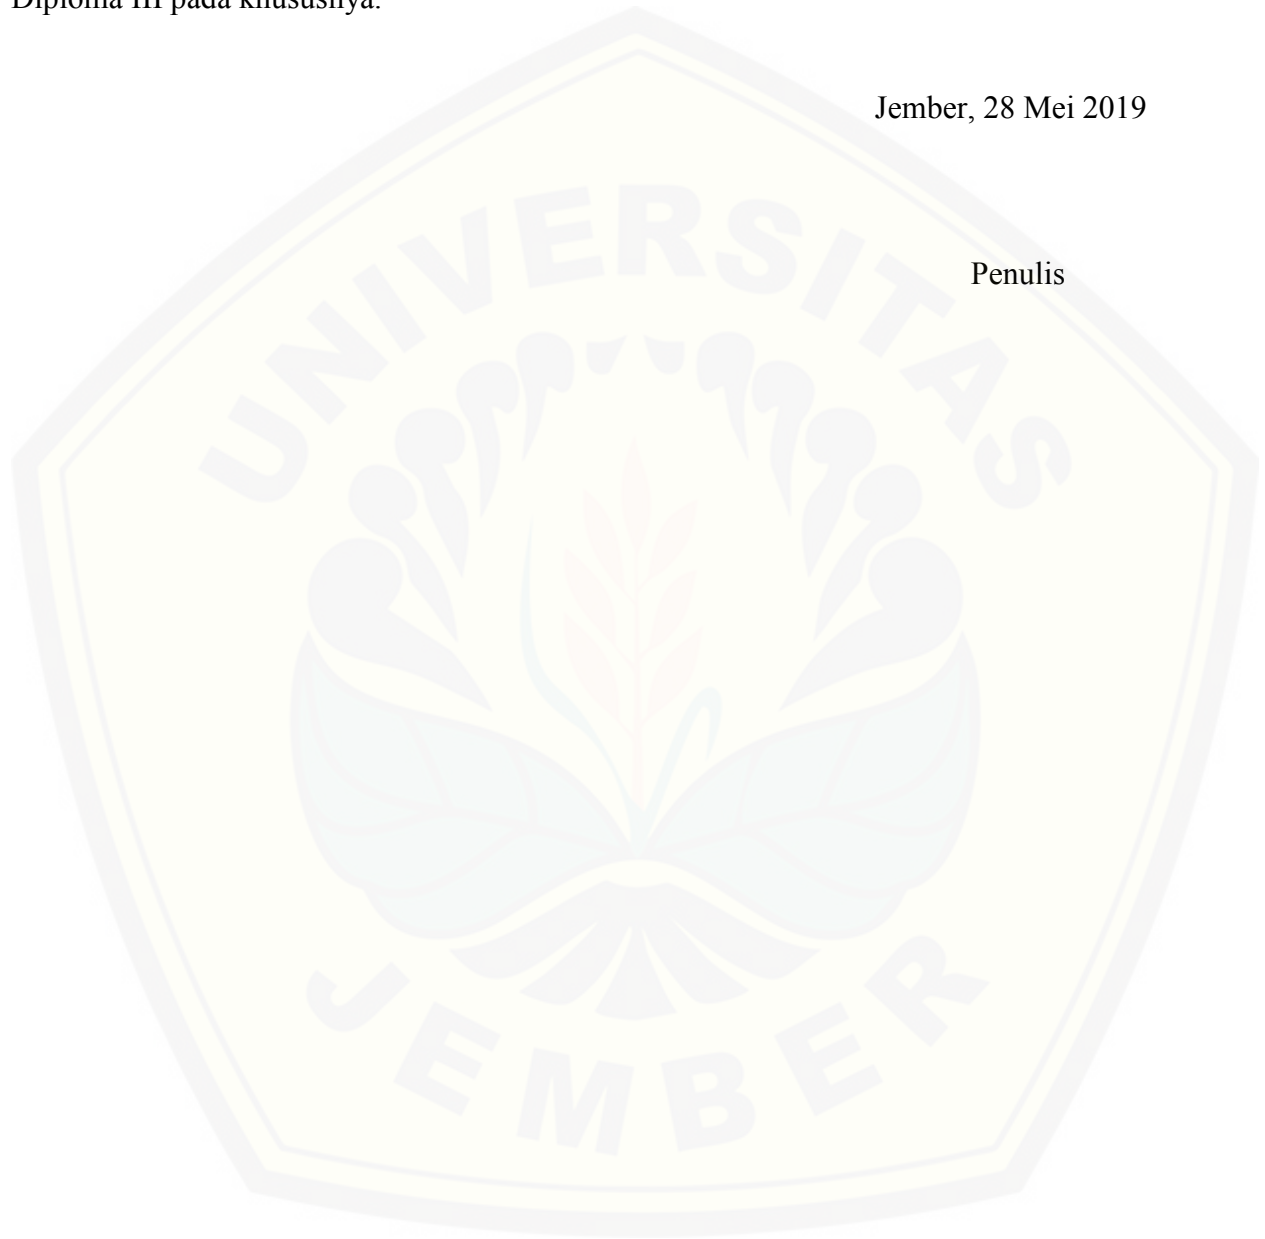 Diploma III pada khususnya.
Jember, 28 Mei 2019
Penulis
UNIVERSITAS
JEMBER